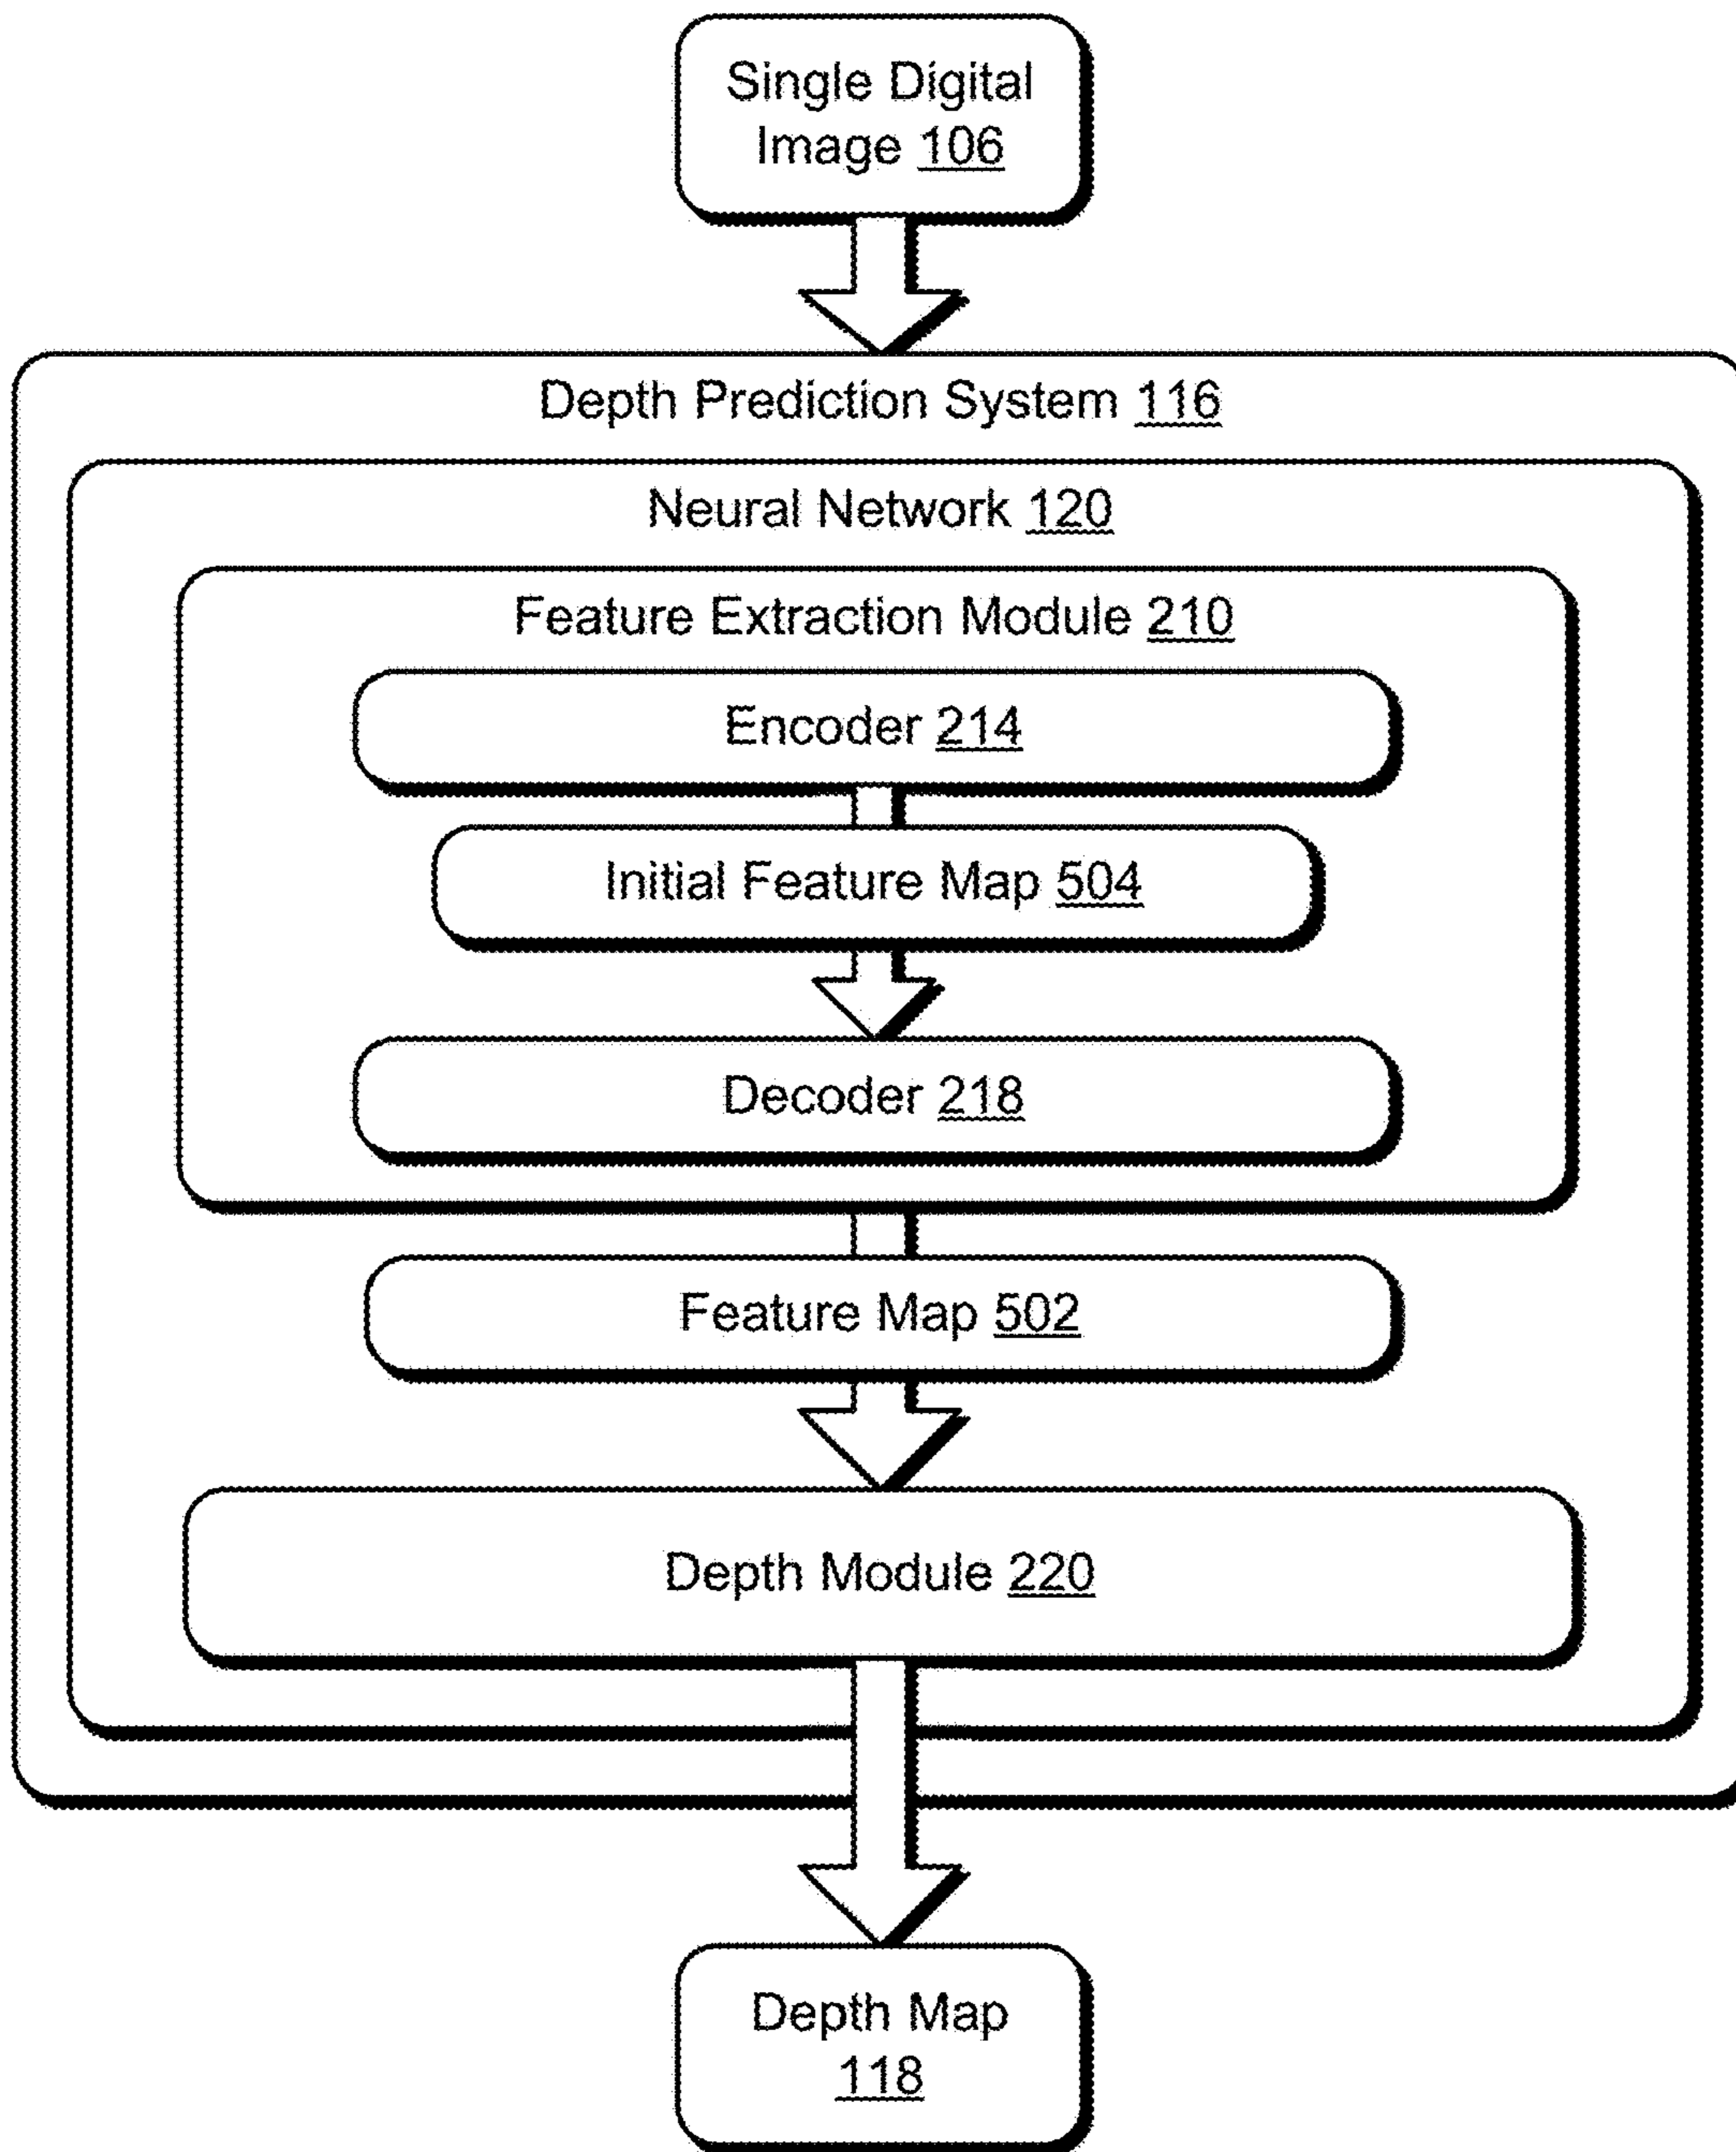 Single Digital
Image 106
Depth Prediction System 116
Neural Network 120
Feature Extraction Module 210
Encoder 214
Initial Feature Map 504
Decoder 218
Feature Map 502
Depth Module 220
Depth Map
118